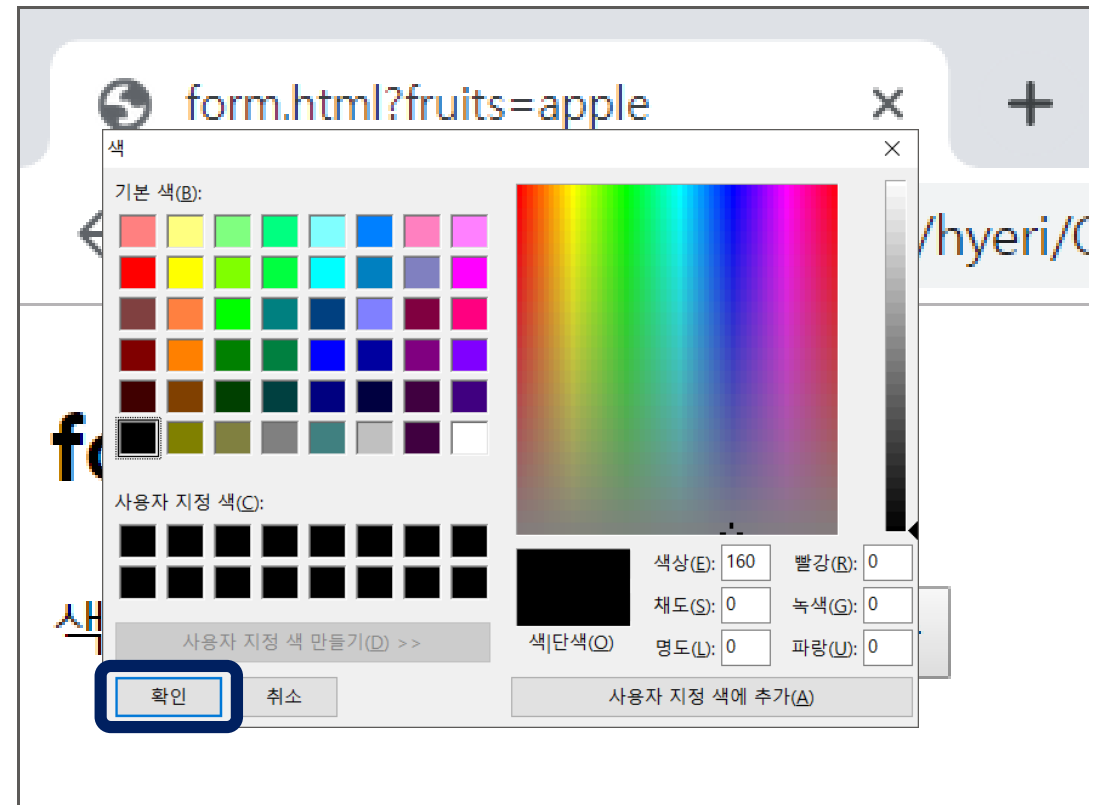 form.html?fruits=apple
색
/hyeri/
기본 색(B):
사용자 지정 색(C):
색상(E): 160 빨강(R): 0
채도(S): 0 녹색(G): 0
색|단색(O) 명도(L): 0 파랑(U): 0
사용자 지정 색 만들기(D) >>
확인 취소 사용자 지정 색에 추가(A)